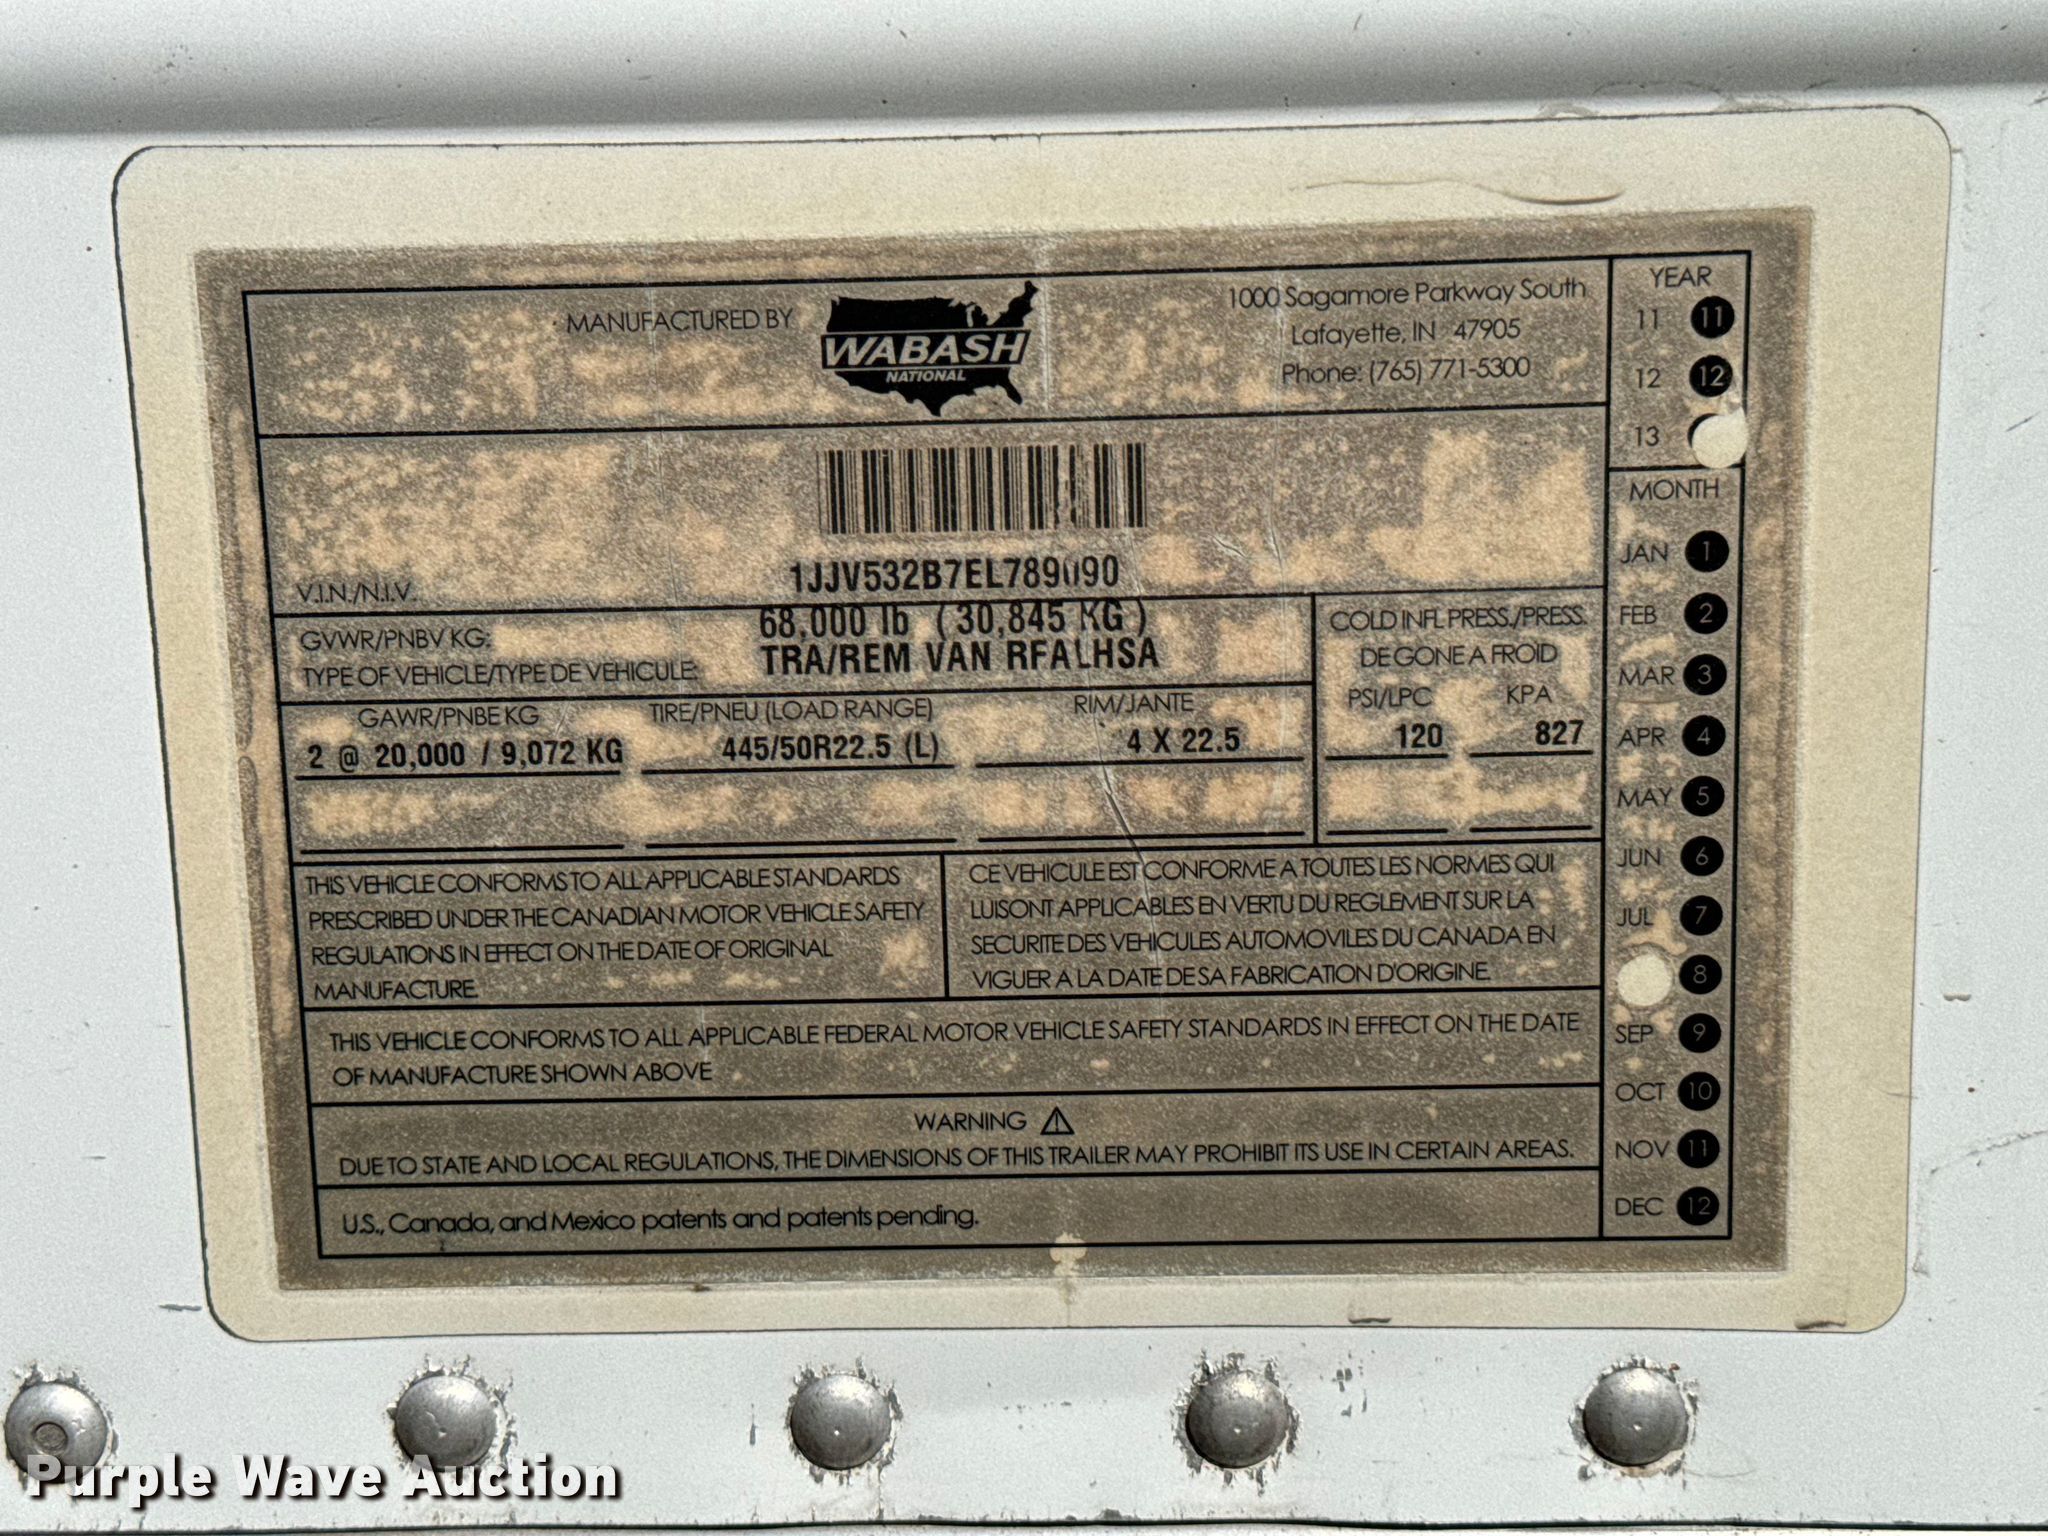 MANUFACTURED BY
WABASH
NATIONAL
1000 Sagamore Parkway South
Lafayette, IN 47905
Phone: (765) 771-5300
V.I.N./N.I.V.
1JJV532B7EL789090
GVWR/PNBV KG:
68,000 lb (30,845 KG)
TYPE OF VEHICLE/TYPE DE VEHICULE:
TRA/REM VAN RFALHSA
COLD INFL PRESS./PRESS.
DE GONE A FROID
GAWR/PNBE KG
TIRE/PNEU (LOAD RANGE)
RIM/JANTE
PSI/LPC
KPA
2 @ 20,000 / 9,072 KG
445/50R22.5 (L)
4 X 22.5
120
827
THIS VEHICLE CONFORMS TO ALL APPLICABLE STANDARDS
PRESCRIBED UNDER THE CANADIAN MOTOR VEHICLE SAFETY
REGULATIONS IN EFFECT ON THE DATE OF ORIGINAL
MANUFACTURE.
CE VEHICULE EST CONFORME A TOUTES LES NORMES QUI
LUISONT APPLICABLES EN VERTU DU REGLEMENT SUR LA
SECURITE DES VEHICULES AUTOMOVILES DU CANADA EN
VIGUER A LA DATE DE SA FABRICATION D'ORIGINE.
THIS VEHICLE CONFORMS TO ALL APPLICABLE FEDERAL MOTOR VEHICLE SAFETY STANDARDS IN EFFECT ON THE DATE
OF MANUFACTURE SHOWN ABOVE
WARNING
DUE TO STATE AND LOCAL REGULATIONS, THE DIMENSIONS OF THIS TRAILER MAY PROHIBIT ITS USE IN CERTAIN AREAS.
U.S., Canada, and Mexico patents and patents pending.
YEAR
11 11
12 12
13
MONTH
JAN 1
FEB 2
MAR 3
APR 4
MAY 5
JUN 6
JUL 7
8
SEP 9
OCT 10
NOV 11
DEC 12
Purple Wave Auction